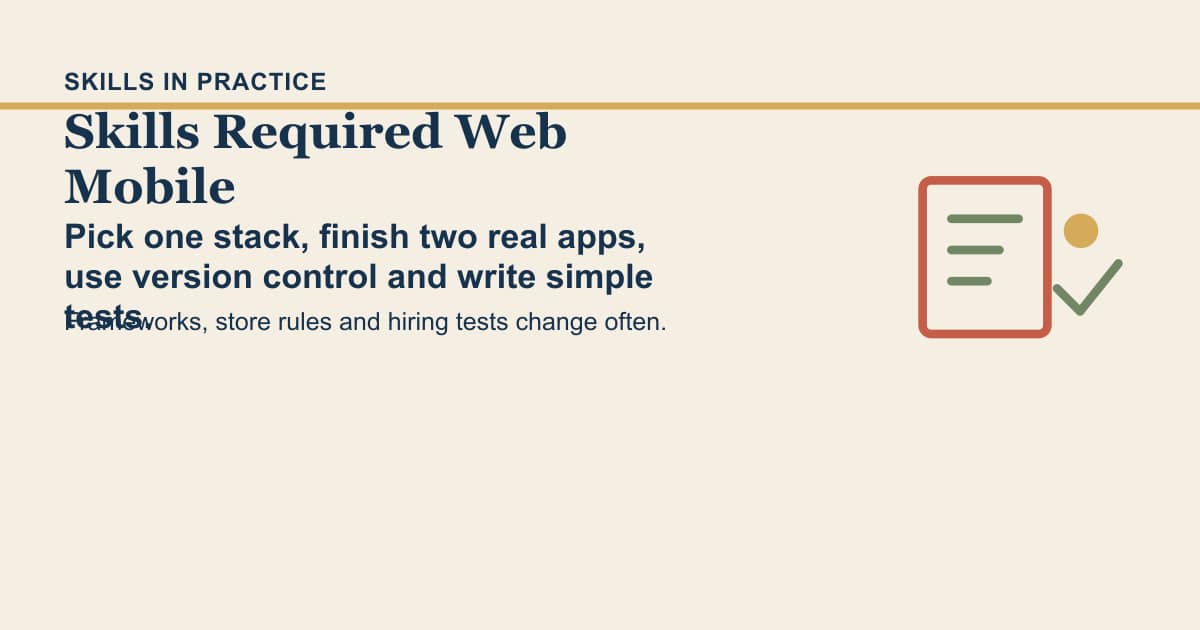 SKILLS IN PRACTICE
Skills Required Web
Mobile
Pick one stack, finish two real apps,
use version control and write simple
tests.
Frameworks, store rules and hiring tests change often.